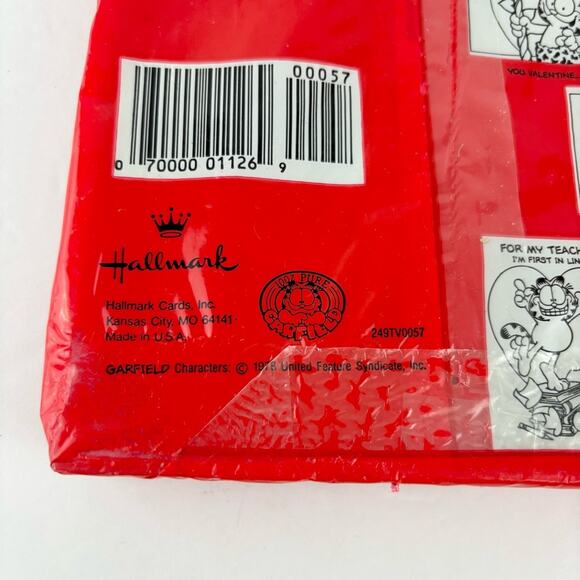 00057
0 70000 01126 9
YOU VALENTINE...
Hallmark
100% PURE
GARFIELD
Hallmark Cards, Inc.
Kansas City, MO 64141
Made in U.S.A.
249TV0057
GARFIELD Characters: © 1978 United Feature Syndicate, Inc.
FOR MY TEACH
I'M FIRST IN LIN